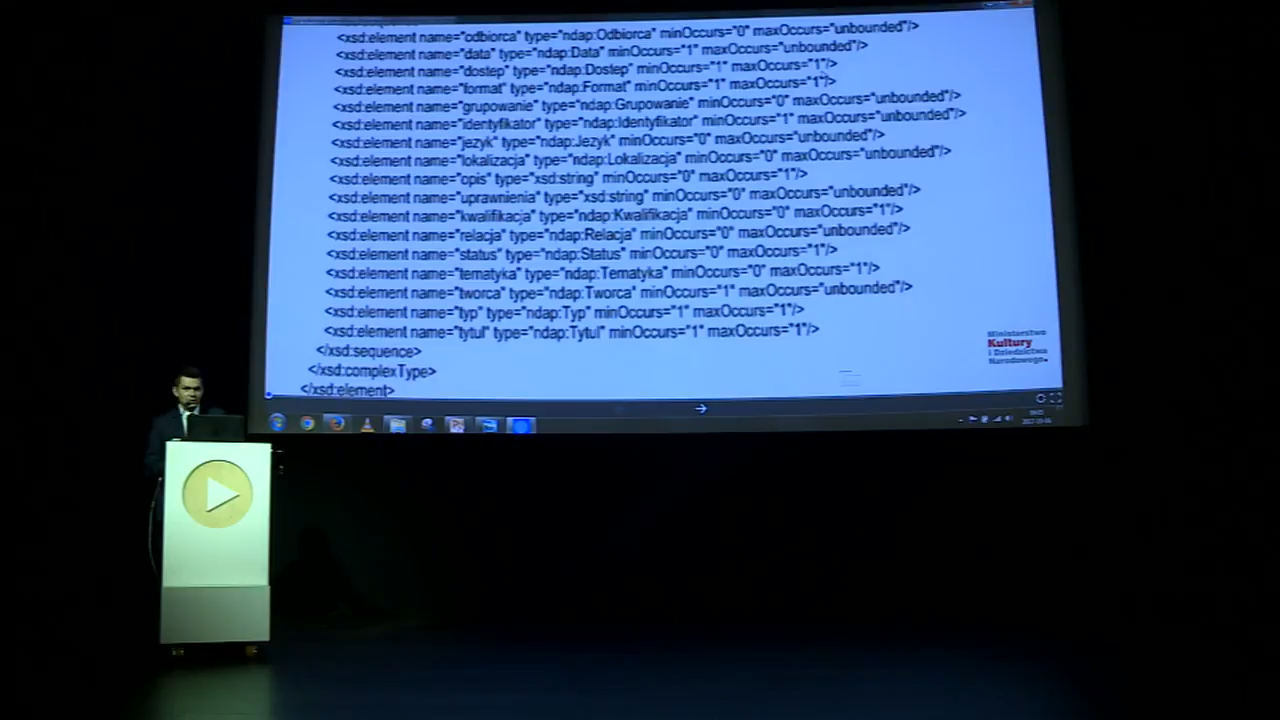 <xsd:element name="odbiorca" type="ndap:Odbiorca" minOccurs="0" maxOccurs="unbounded"/>
<xsd:element name="data" type="ndap:Data" minOccurs="1" maxOccurs="unbounded"/>
<xsd:element name="dostep" type="ndap:Dostep" minOccurs="1" maxOccurs="1"/>
<xsd:element name="format" type="ndap:Format" minOccurs="1" maxOccurs="1"/>
<xsd:element name="grupowanie" type="ndap:Grupowanie" minOccurs="0" maxOccurs="unbounded"/>
<xsd:element name="identyfikator" type="ndap:Identyfikator" minOccurs="1" maxOccurs="unbounded"/>
<xsd:element name="jezyk" type="ndap:Jezyk" minOccurs="0" maxOccurs="unbounded"/>
<xsd:element name="lokalizacja" type="ndap:Lokalizacja" minOccurs="0" maxOccurs="unbounded"/>
<xsd:element name="opis" type="xsd:string" minOccurs="0" maxOccurs="1"/>
<xsd:element name="uprawnienia" type="xsd:string" minOccurs="0" maxOccurs="unbounded"/>
<xsd:element name="kwalifikacja" type="ndap:Kwalifikacja" minOccurs="0" maxOccurs="1"/>
<xsd:element name="relacja" type="ndap:Relacja" minOccurs="0" maxOccurs="unbounded"/>
<xsd:element name="status" type="ndap:Status" minOccurs="0" maxOccurs="1"/>
<xsd:element name="tematyka" type="ndap:Tematyka" minOccurs="0" maxOccurs="1"/>
<xsd:element name="tworca" type="ndap:Tworca" minOccurs="1" maxOccurs="unbounded"/>
<xsd:element name="typ" type="ndap:Typ" minOccurs="1" maxOccurs="1"/>
<xsd:element name="tytul" type="ndap:Tytul" minOccurs="1" maxOccurs="1"/>
</xsd:sequence>
</xsd:complexType>
</xsd:element>
Ministerstwo
Kultury
i Dziedzictwa
Narodowego.